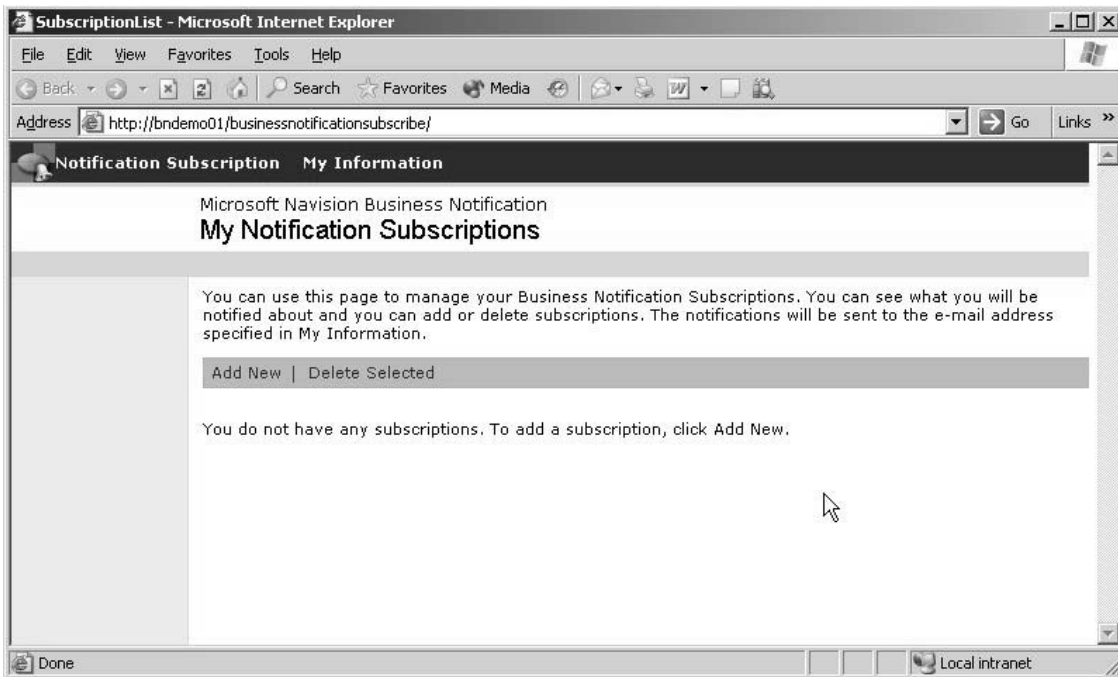 SubscriptionList - Microsoft Internet Explorer
File Edit View Favorites Tools Help
Back Search Favorites Media
Address http://bndemo01/businessnotificationsubscribe/ Go Links »
Notification Subscription My Information
Microsoft Navision Business Notification
My Notification Subscriptions
You can use this page to manage your Business Notification Subscriptions. You can see what you will be
notified about and you can add or delete subscriptions. The notifications will be sent to the e-mail address
specified in My Information.
Add New | Delete Selected
You do not have any subscriptions. To add a subscription, click Add New.
Done Local intranet